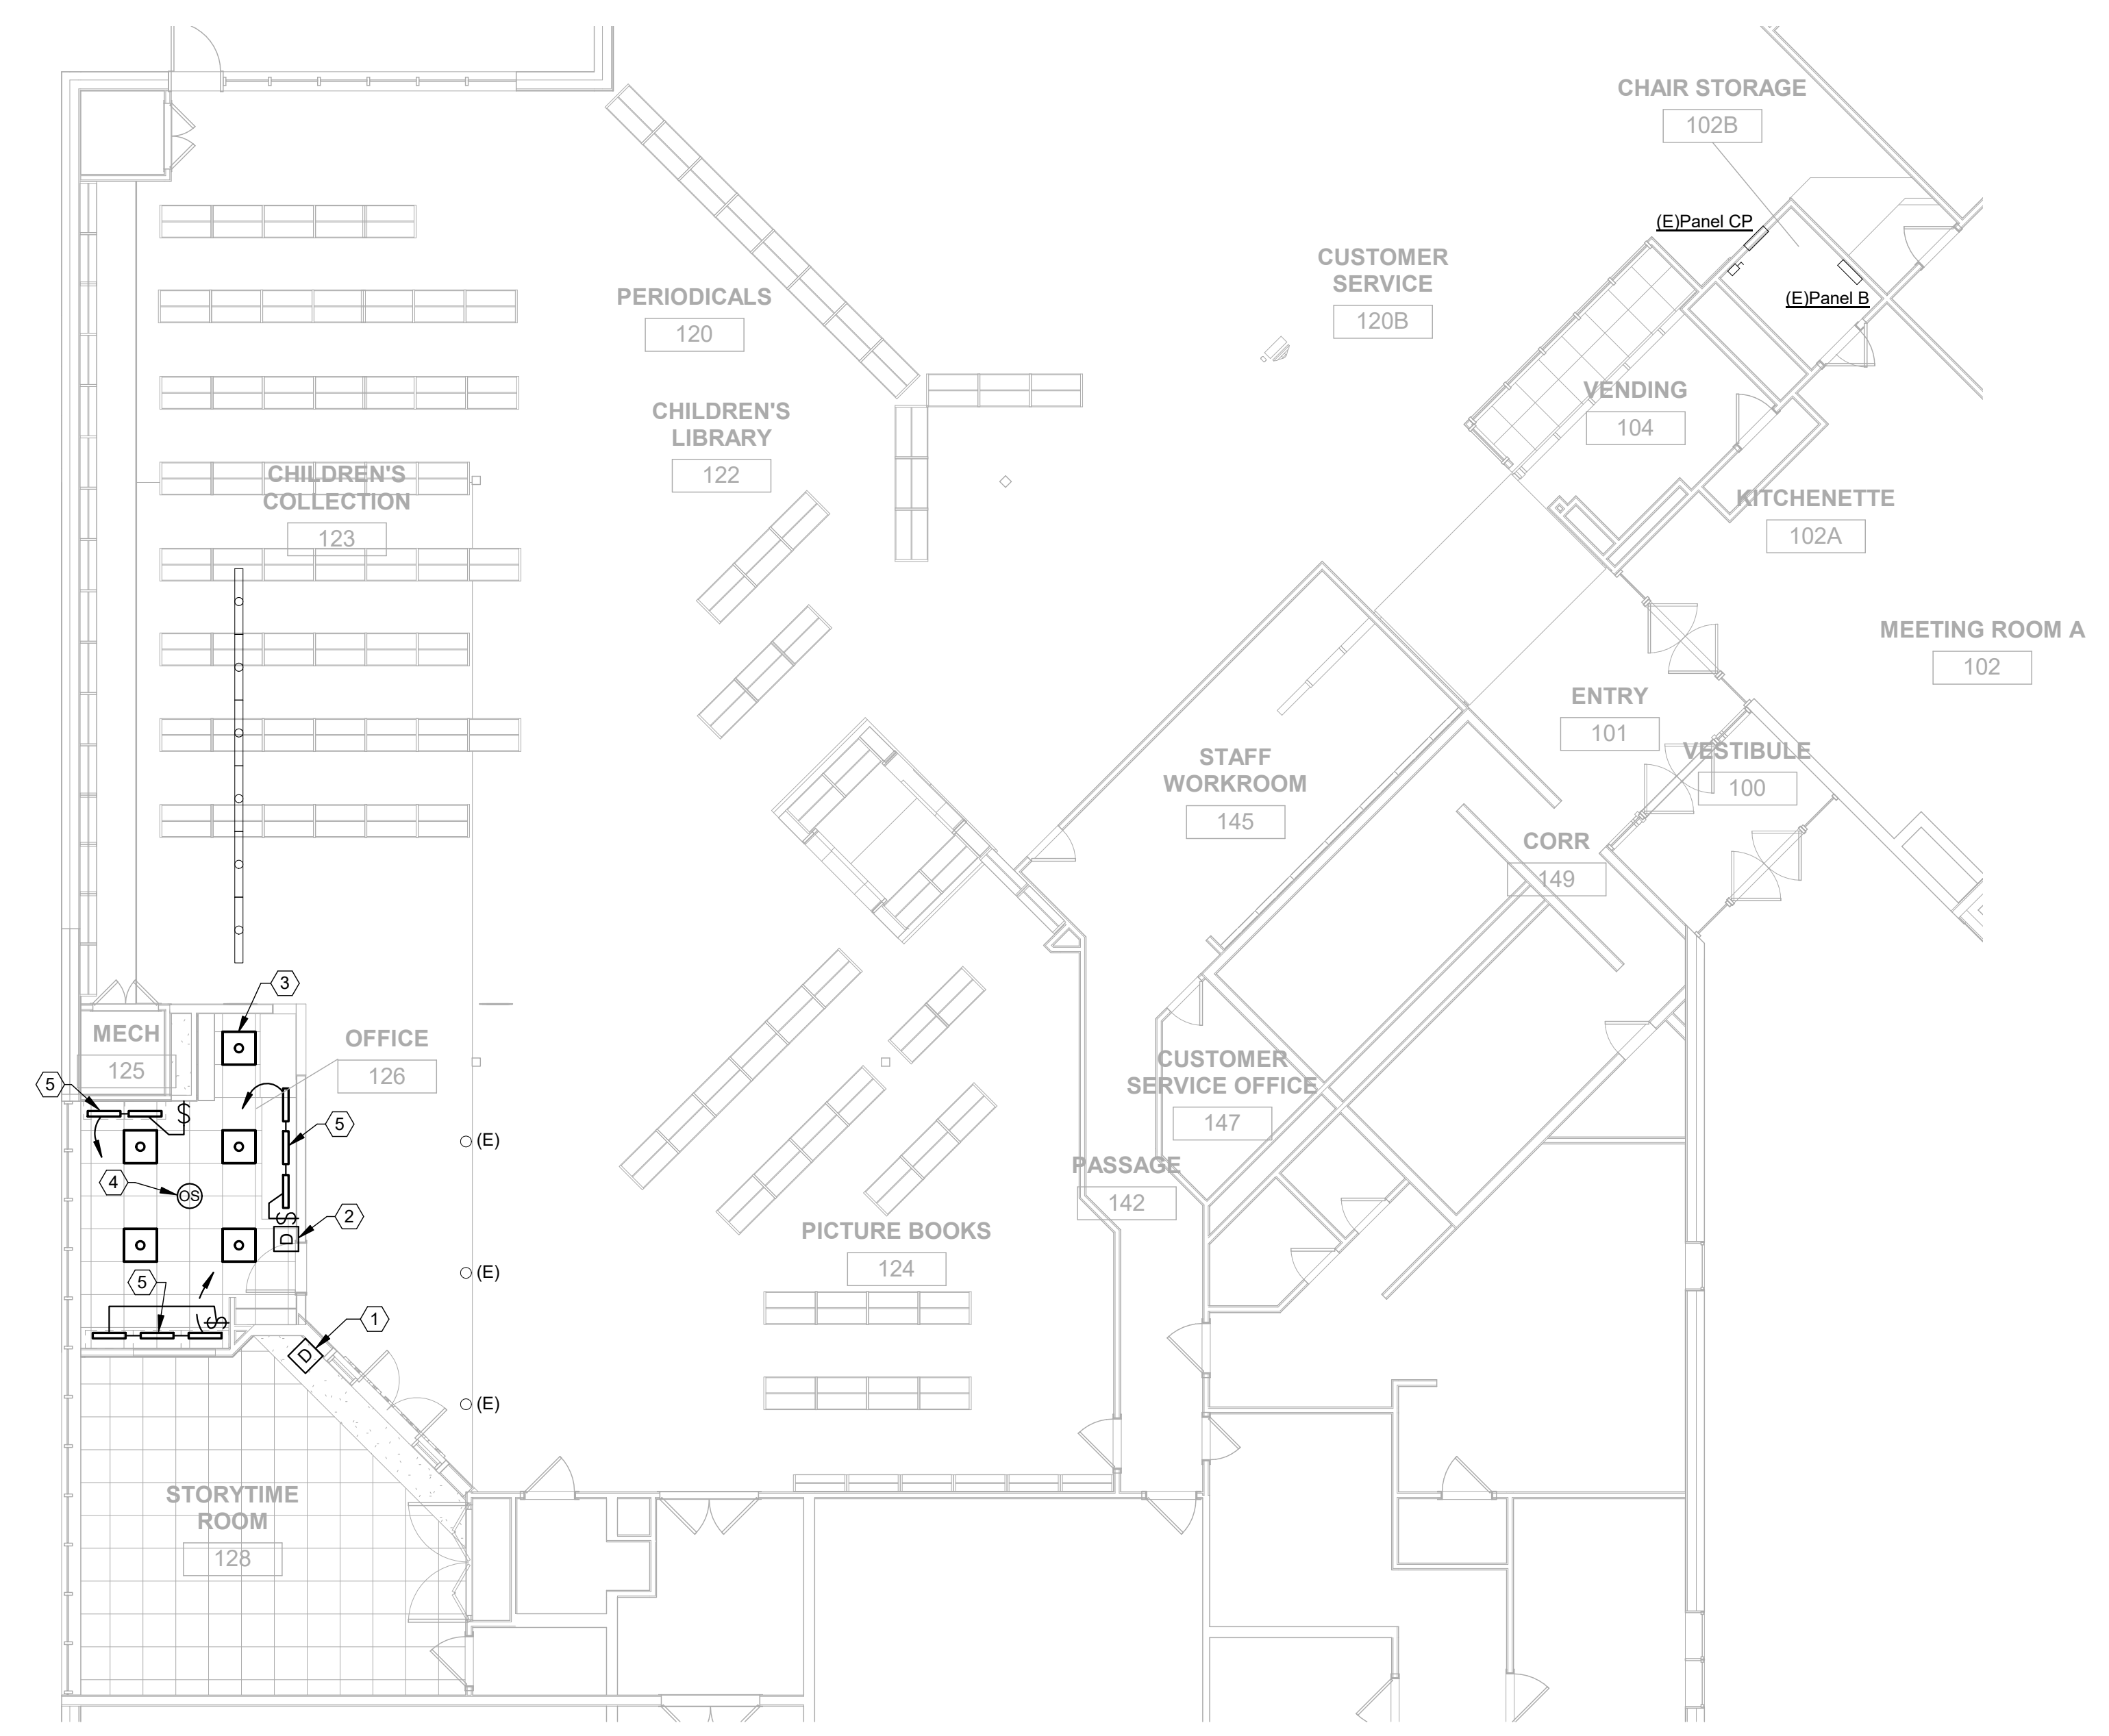 CHAIR STORAGE
102B
(E)Panel CP
CUSTOMER
SERVICE
120B
(E)Panel B
PERIODICALS
120
VENDING
104
CHILDREN'S
LIBRARY
122
CHILDREN'S
COLLECTION
123
KITCHENETTE
102A
MEETING ROOM A
102
ENTRY
101
VESTIBULE
100
STAFF
WORKROOM
145
CORR
149
3
MECH
125
OFFICE
126
5
$
5
(E)
CUSTOMER
SERVICE OFFICE
147
4
OS
PASSAGE
142
$
D
2
PICTURE BOOKS
124
(E)
5
$
1
D
(E)
STORYTIME
ROOM
128